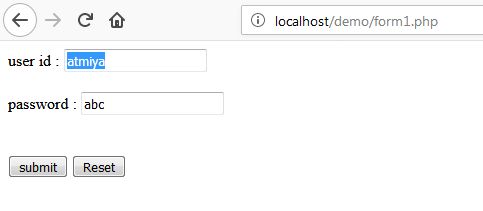 localhost/demo/form1.php
user id : atmiya
password : abc
submit Reset